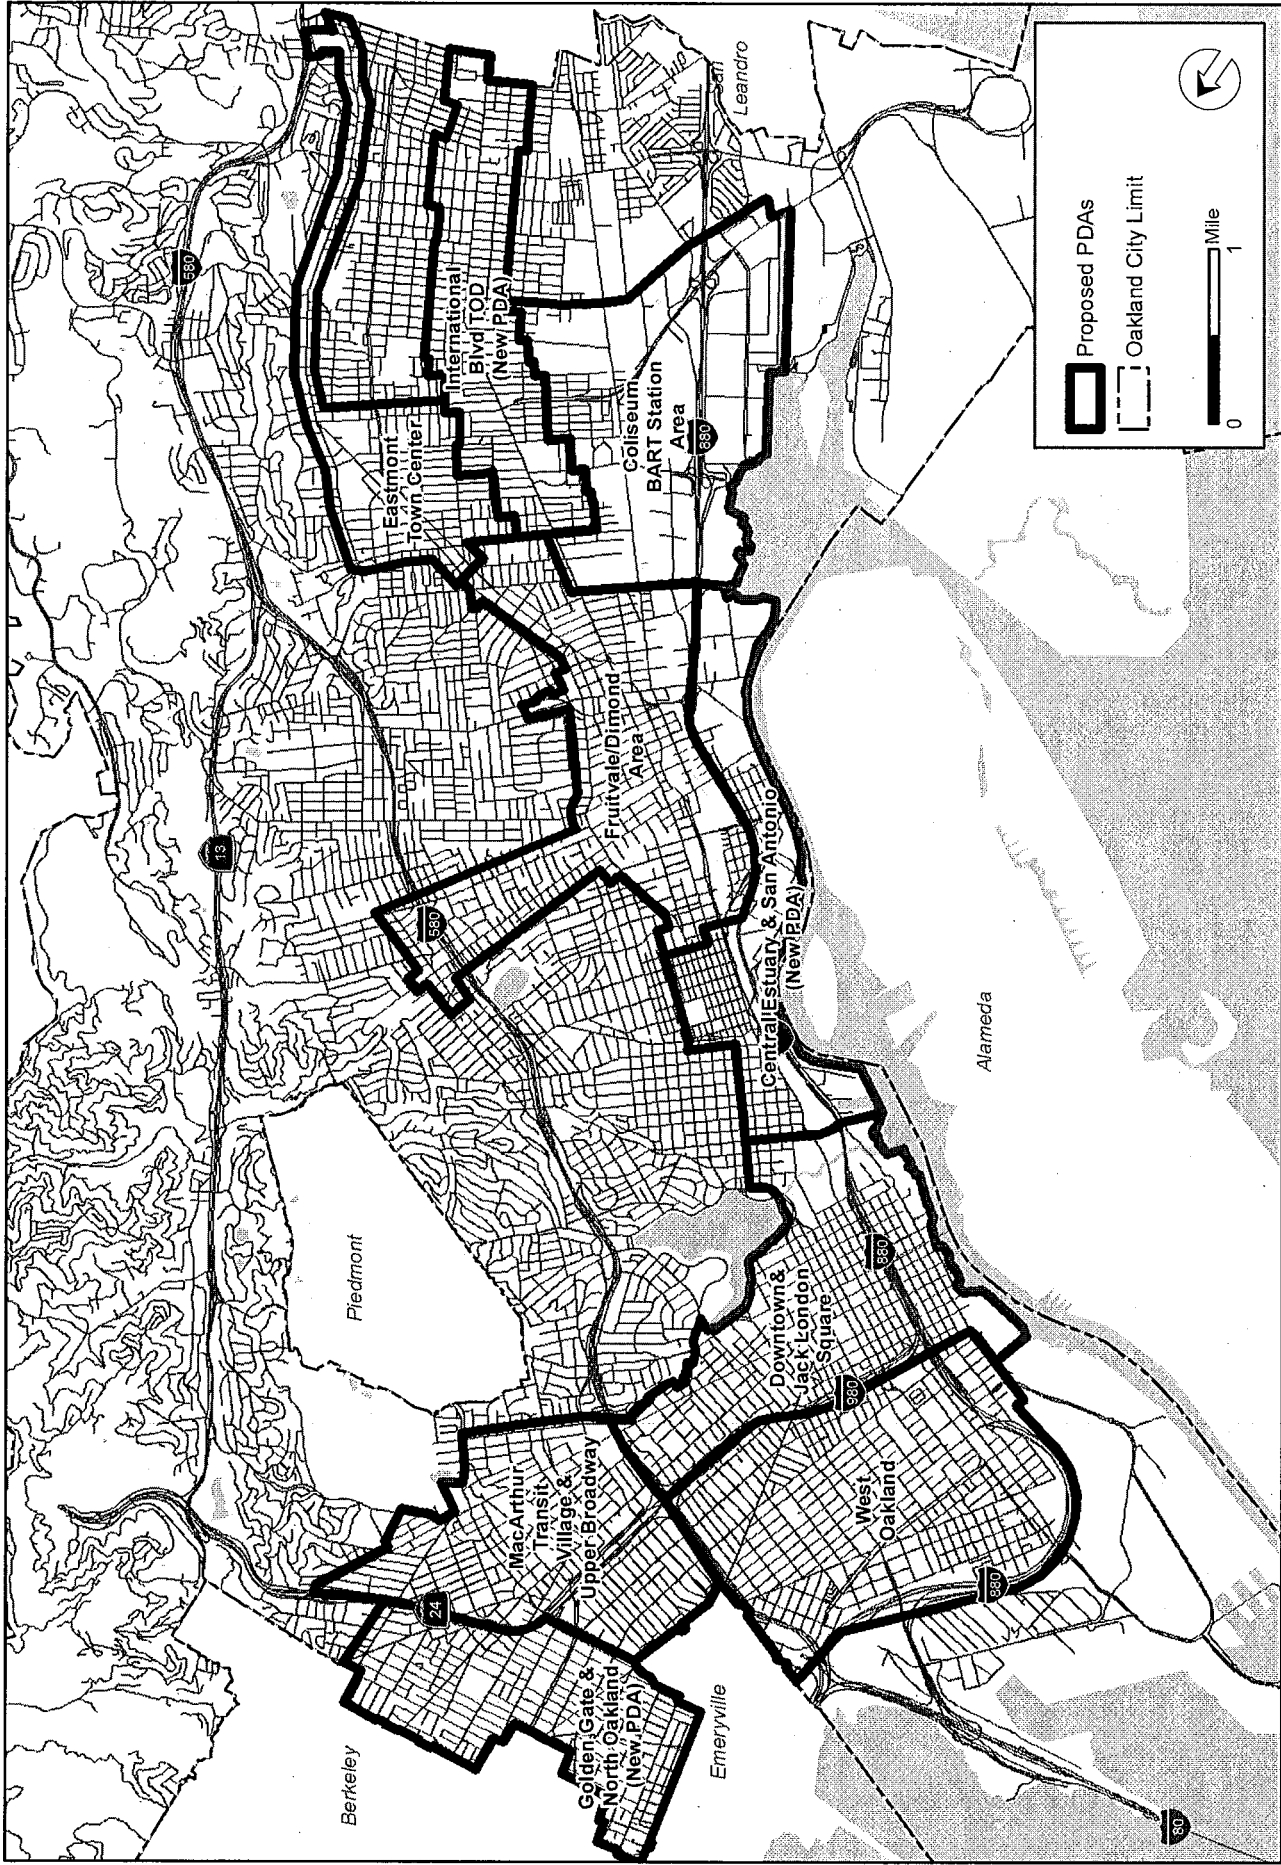 Berkeley
Golden Gate &
North Oakland
(New PDA)
Emeryville
24
MacArthur
Transit
Village &
Upper Broadway
West
Oakland
880
80
980
Downtown &
Jack London
Square
880
Piedmont
13
580
Alameda
Central Estuary & San Antonio
(New PDA)
Fruitvale/Dimond
Area
Eastmont
Town Center
International
Blvd TOD
(New PDA)
580
Coliseum
BART Station
Area
880
San
Leandro
Proposed PDAs
Oakland City Limit
Mile
0
1